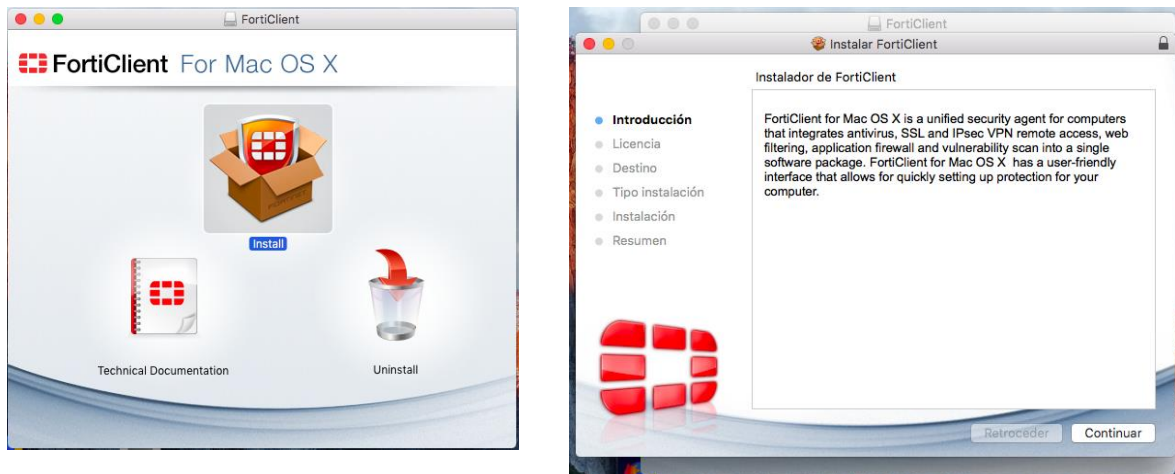 FortiClient
FortiClient For Mac OS X
FORTINET
Install
Technical Documentation
Uninstall
FortiClient
Instalar FortiClient
Instalador de FortiClient
Introducción
Licencia
Destino
Tipo instalación
Instalación
Resumen
FortiClient for Mac OS X is a unified security agent for computers
that integrates antivirus, SSL and IPsec VPN remote access, web
filtering, application firewall and vulnerability scan into a single
software package. FortiClient for Mac OS X has a user-friendly
interface that allows for quickly setting up protection for your
computer.
Retroceder
Continuar